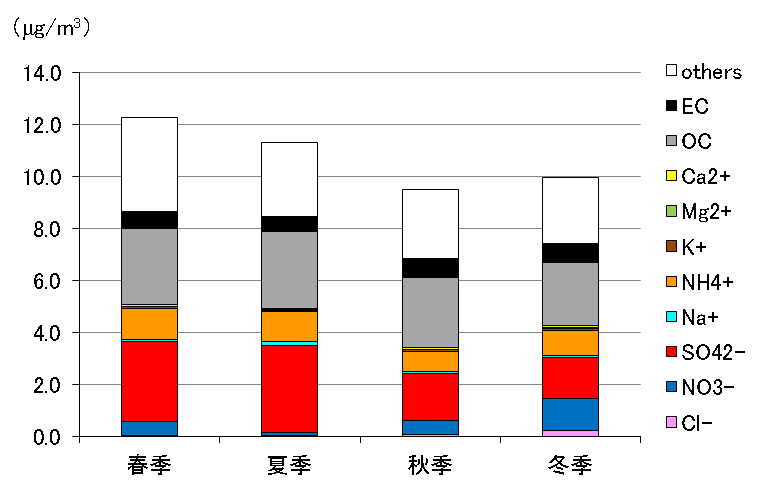 (μg/m³)
14.0
12.0
10.0
8.0
6.0
4.0
2.0
0.0
春季 夏季 秋季 冬季
others
EC
OC
Ca2+
Mg2+
K+
NH4+
Na+
SO42-
NO3-
Cl-